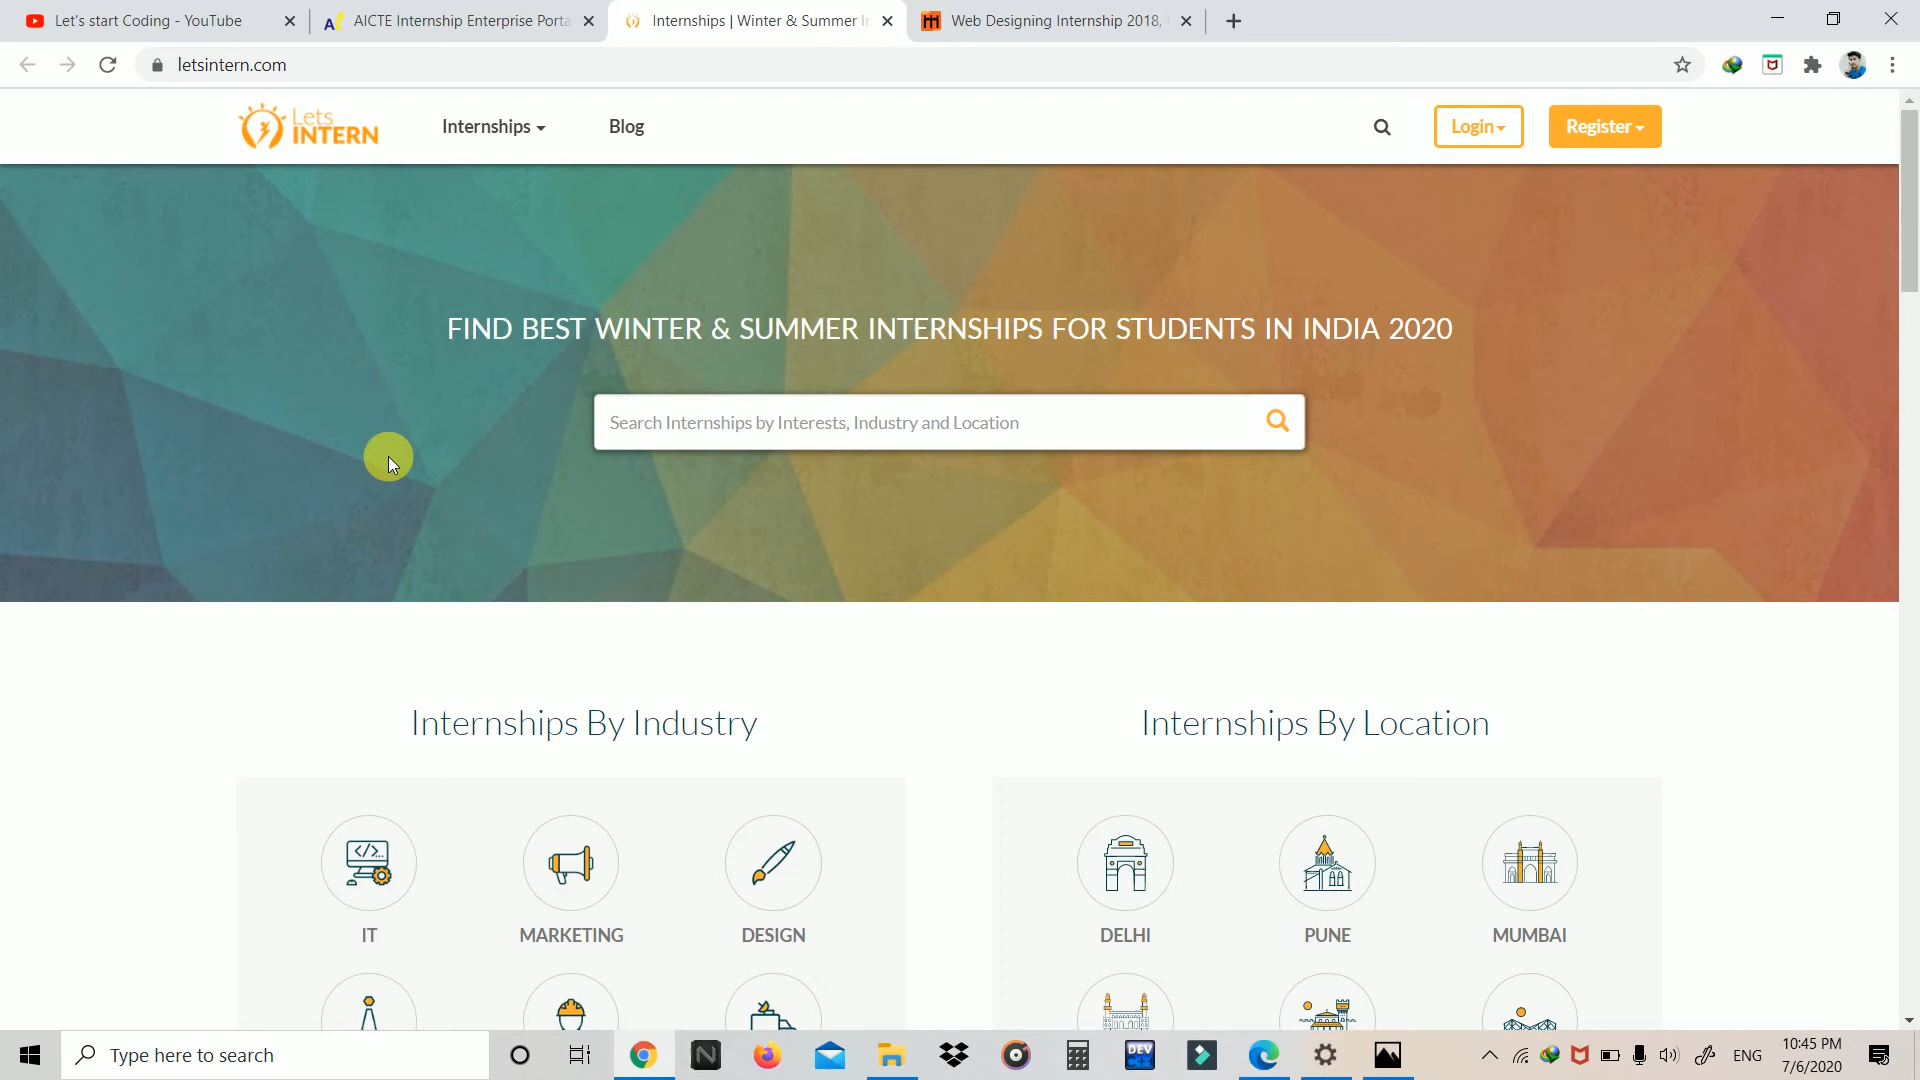 Let's start Coding - YouTube
AICTE Internship Enterprise Porta
Internships | Winter & Summer In
Web Designing Internship 2018,
letsintern.com
Lets
INTERN
Internships
Blog
Login
Register
FIND BEST WINTER & SUMMER INTERNSHIPS FOR STUDENTS IN INDIA 2020
Search Internships by Interests, Industry and Location
Internships By Industry
Internships By Location
IT
MARKETING
DESIGN
DELHI
PUNE
MUMBAI
Type here to search
DEV
ENG
10:45 PM
7/6/2020